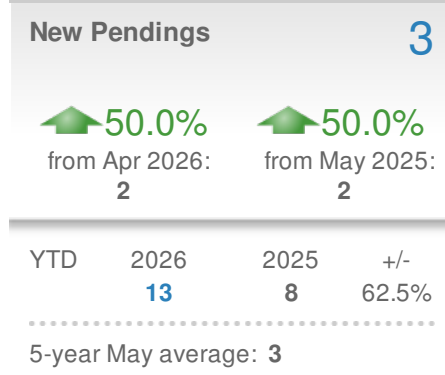 New Pendings 3
50.0% 50.0%
from Apr 2026: from May 2025:
2 2
YTD 2026 2025 +/-
13 8 62.5%
5-year May average: 3